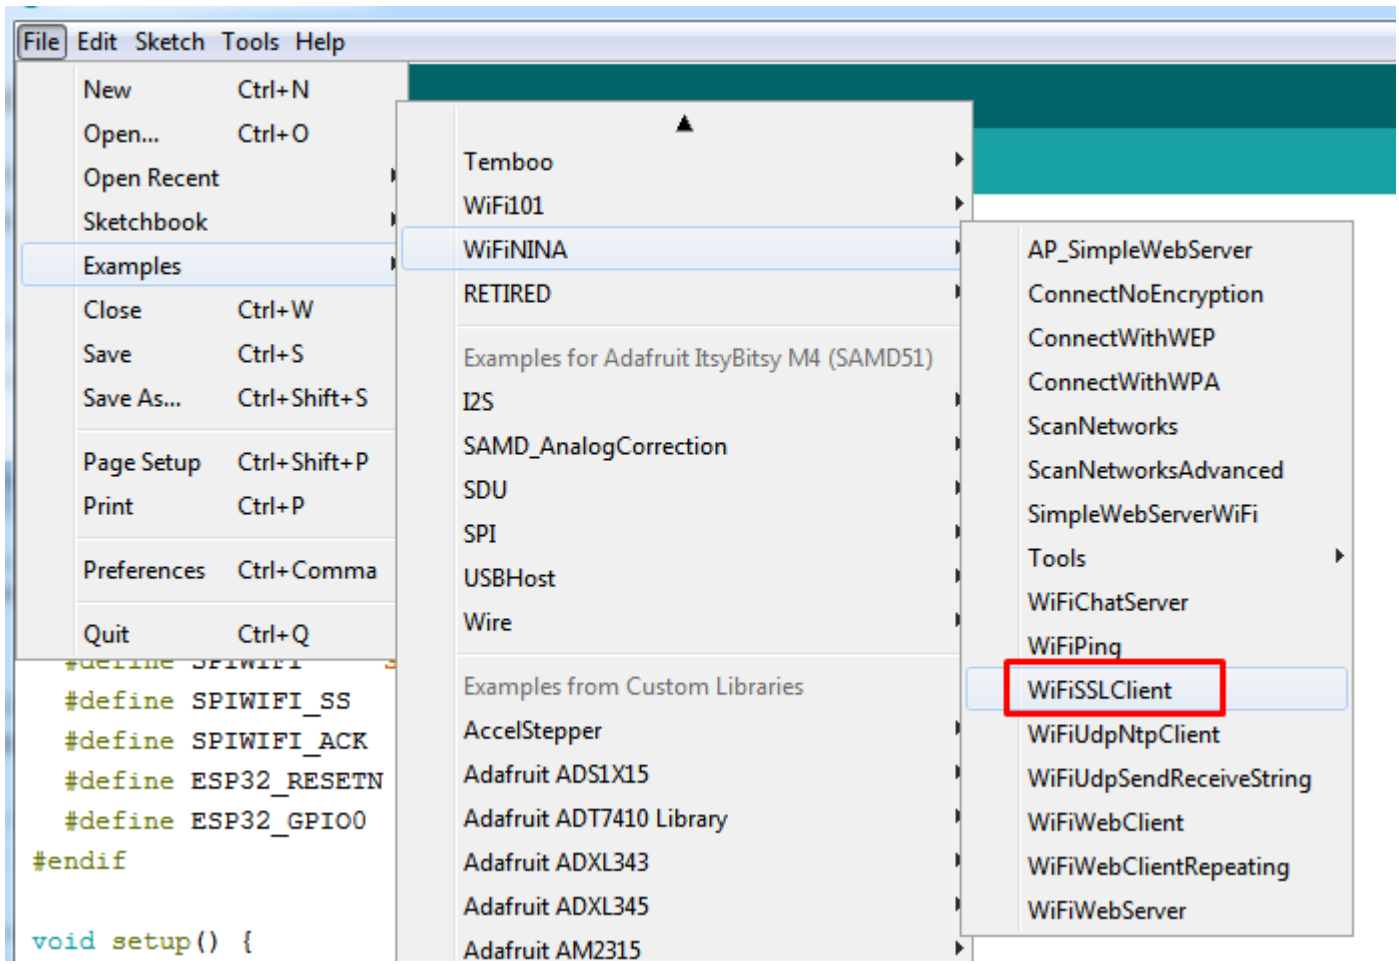 File Edit Sketch Tools Help
New Ctrl+N
Open... Ctrl+O
Open Recent
Sketchbook
Examples
Close Ctrl+W
Save Ctrl+S
Save As... Ctrl+Shift+S
Page Setup Ctrl+Shift+P
Print Ctrl+P
Preferences Ctrl+Comma
Quit Ctrl+Q
Temboo
WiFi101
WiFiNINA
RETIRED
Examples for Adafruit ItsyBitsy M4 (SAMD51)
I2S
SAMD_AnalogCorrection
SDU
SPI
USBHost
Wire
Examples from Custom Libraries
AccelStepper
Adafruit ADS1X15
Adafruit ADT7410 Library
Adafruit ADXL343
Adafruit ADXL345
Adafruit AM2315
AP_SimpleWebServer
ConnectNoEncryption
ConnectWithWEP
ConnectWithWPA
ScanNetworks
ScanNetworksAdvanced
SimpleWebServerWiFi
Tools
WiFiChatServer
WiFiPing
WiFiSSLClient
WiFiUdpNtpClient
WiFiUdpSendReceiveString
WiFiWebClient
WiFiWebClientRepeating
WiFiWebServer
#define SPIWIFI
#define SPIWIFI_SS
#define SPIWIFI_ACK
#define ESP32_RESETN
#define ESP32_GPIO0
#endif
void setup() {